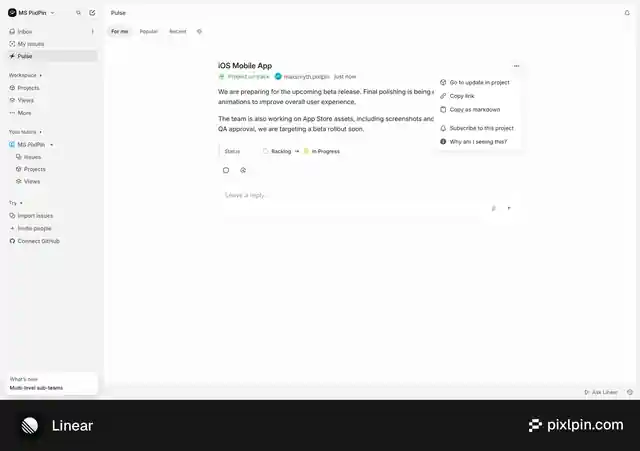 MS PixlPin
Inbox
1
My issues
Pulse
Workspace
Projects
Views
More
Your teams
MS PixlPin
Issues
Projects
Views
Try
Import issues
Invite people
Connect GitHub
What's new
Multi-level sub-teams
Pulse
For me
Popular
Recent
iOS Mobile App
Project update
just now
We are preparing for the upcoming beta release. Final polishing is being
animations to improve overall user experience.
The team is also working on App Store assets, including screenshots and
QA approval, we are targeting a beta rollout soon.
Status
Backlog → In Progress
Leave a reply...
Go to update in project
Copy link
Copy as markdown
Subscribe to this project
Why am I seeing this?
Ask Linear
Linear
pixlpin.com